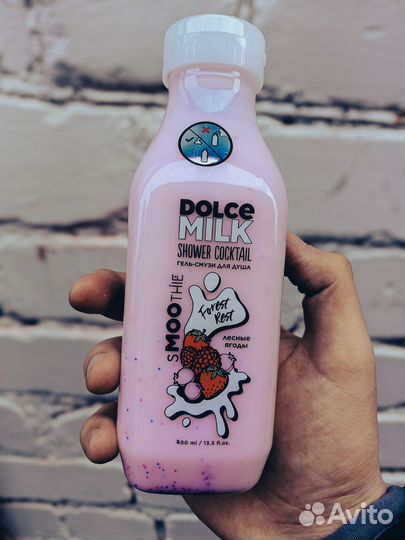 DOLCE
MILK
SHOWER COCKTAIL
ГЕЛЬ-СМУЗИ ДЛЯ ДУША
SMOOTHIE
Forest
Rest
ЛЕСНЫЕ
ЯГОДЫ
400 ml / 13.5 fl.oz.
Avito